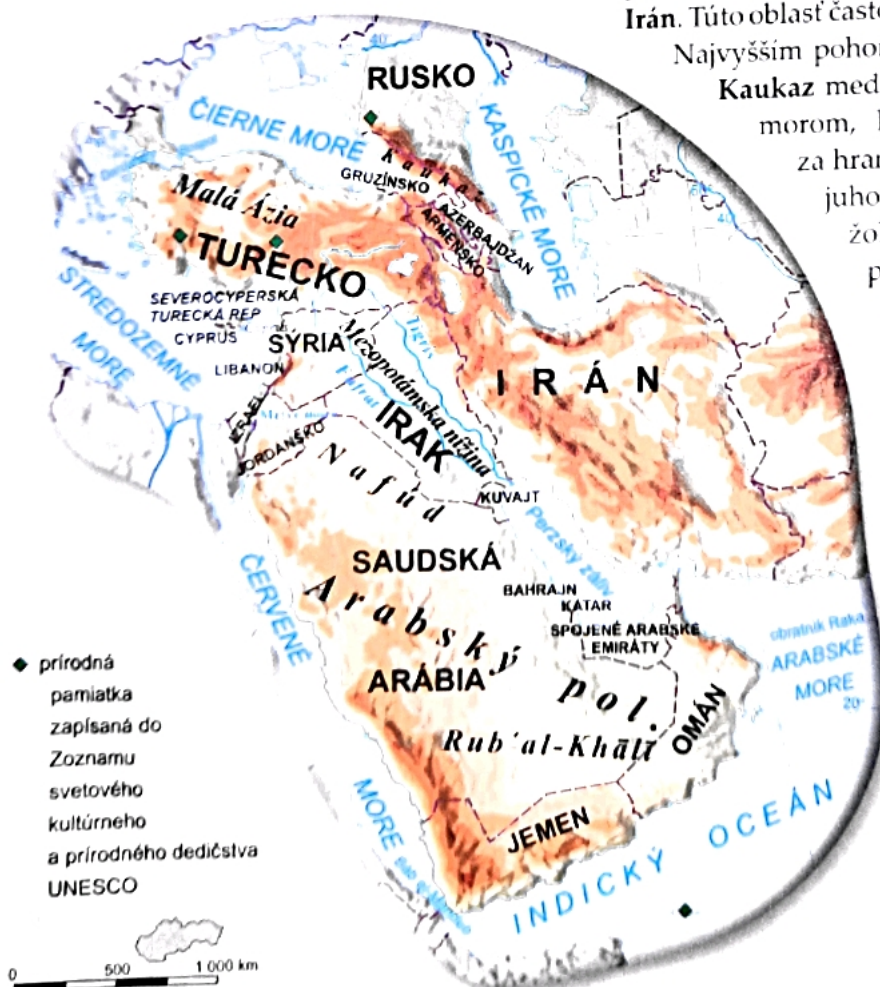 Irán. Túto oblasť často
Najvyšším pohor
Kaukaz med
morom,
za hran
juho
žo
p
40
RUSKO
ČIERNE MORE
KASPICKÉ MORE
Kaukaz
GRUZÍNSKO
AZERBAJDŽAN
ARMÉNSKO
40
Malá Ázia
TURECKO
STREDOZEMNÉ
MORE
SEVEROCYPERSKÁ
TURECKÁ REP
CYPRUS
SÝRIA
LIBANON
IZRAEL
JORDÁNSKO
Mezopotámska nížina
Tigris
Eufrat
IRAK
IRÁN
Nafúd
KUVAJT
Perzský záliv
SAUDSKÁ
ARÁBIA
Arabský
pol.
BAHRAJN
KATAR
SPOJENÉ ARABSKÉ
EMIRÁTY
obratník Raka
ARABSKÉ
MORE
20
OMÁN
Rub'al-Khālī
JEMEN
ČERVENÉ
MORE
INDICKÝ OCEÁN
prírodná
pamiatka
zapísaná do
Zoznamu
svetového
kultúrneho
a prírodného dedičstva
UNESCO
0 500 1 000 km